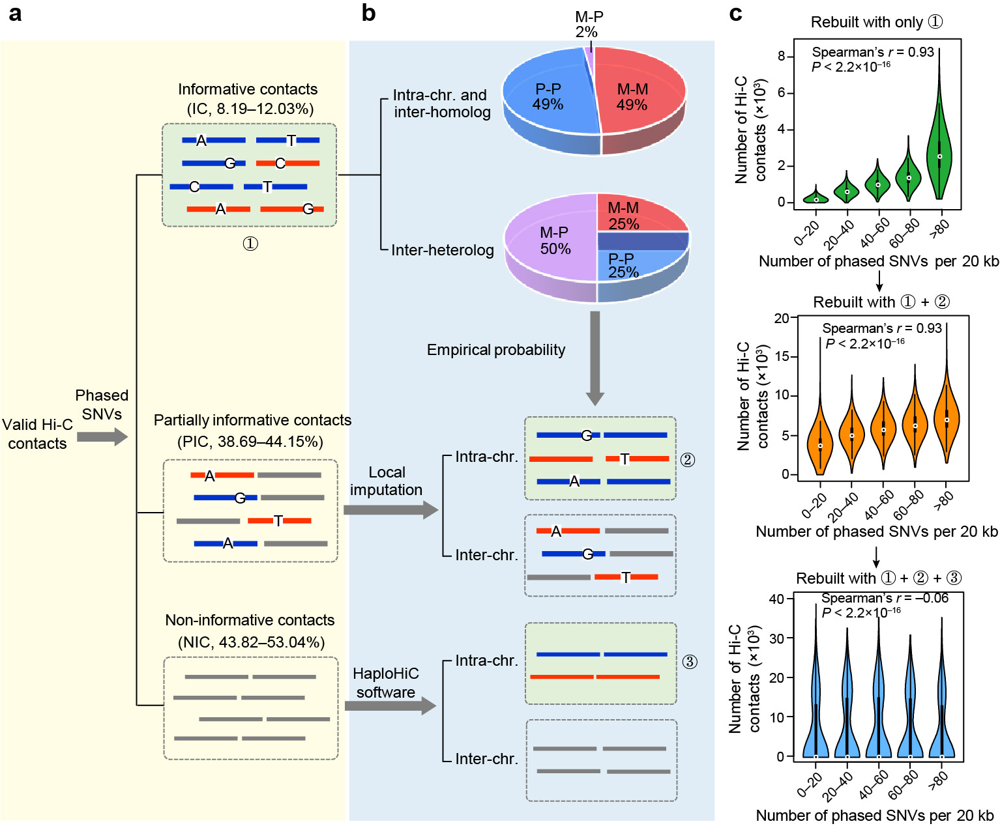 a
Informative contacts
(IC, 8.19–12.03%)
A
T
G
C
C
T
A
G
①
Phased
SNVs
Valid Hi-C
contacts
Partially informative contacts
(PIC, 38.69–44.15%)
A
G
T
A
Non-informative contacts
(NIC, 43.82–53.04%)
b
M-P
2%
Intra-chr. and
inter-homolog
P-P
49%
M-M
49%
Inter-heterolog
M-P
50%
M-M
25%
P-P
25%
Empirical probability
Local
imputation
Intra-chr.
G
T
A
②
Inter-chr.
A
G
T
HaploHiC
software
Intra-chr.
③
Inter-chr.
c
Rebuilt with only ①
Spearman's r = 0.93
P < 2.2×10⁻¹⁶
Number of Hi-C
contacts (×10³)
8
6
4
2
0
0–20
20–40
40–60
60–80
>80
Number of phased SNVs per 20 kb
Rebuilt with ① + ②
Spearman's r = 0.93
P < 2.2×10⁻¹⁶
Number of Hi-C
contacts (×10³)
20
15
10
5
0
0–20
20–40
40–60
60–80
>80
Number of phased SNVs per 20 kb
Rebuilt with ① + ② + ③
Spearman's r = –0.06
P < 2.2×10⁻¹⁶
Number of Hi-C
contacts (×10³)
40
30
20
10
0
0–20
20–40
40–60
60–80
>80
Number of phased SNVs per 20 kb